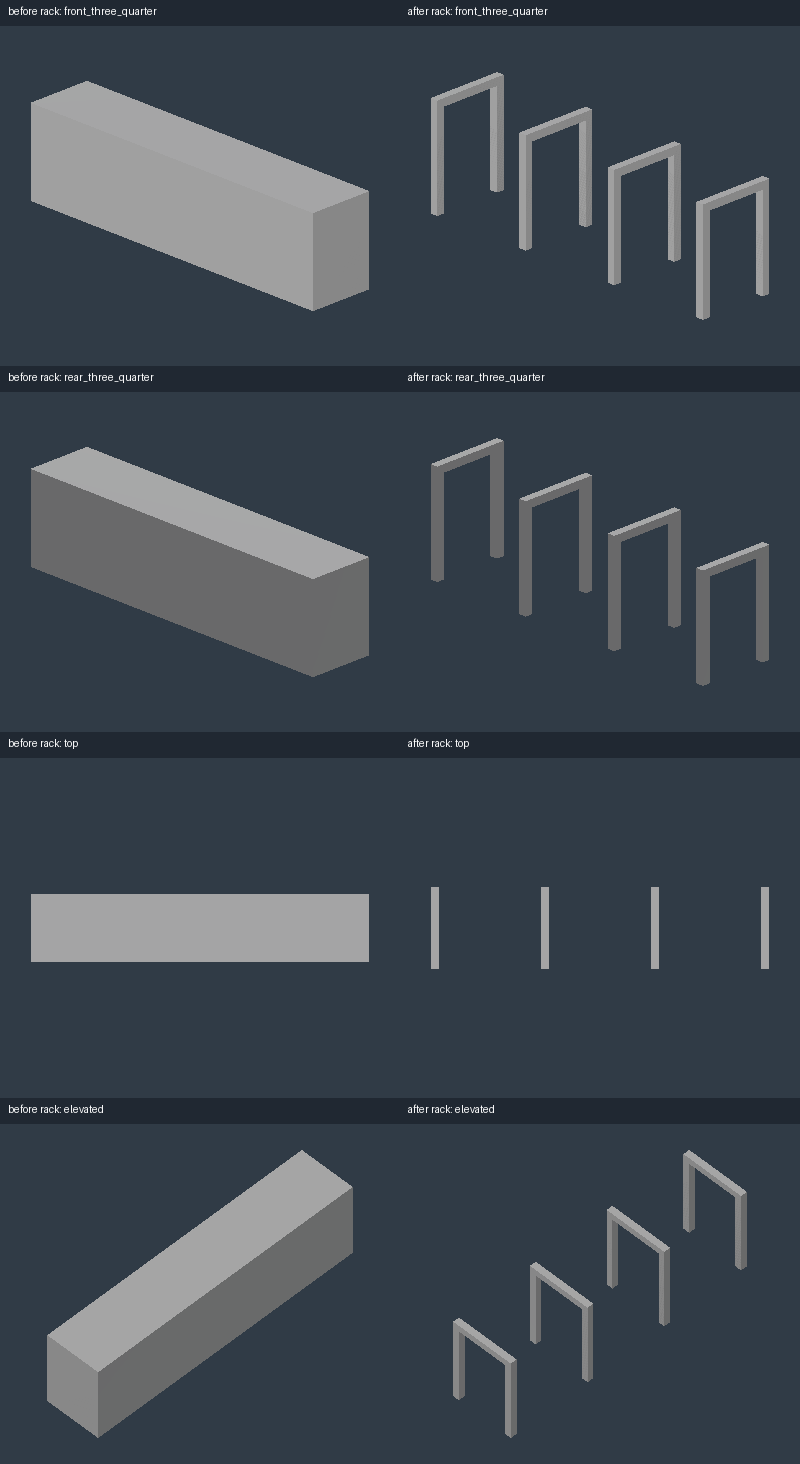 before rack: front_three_quarter
after rack: front_three_quarter
before rack: rear_three_quarter
after rack: rear_three_quarter
before rack: top
after rack: top
before rack: elevated
after rack: elevated